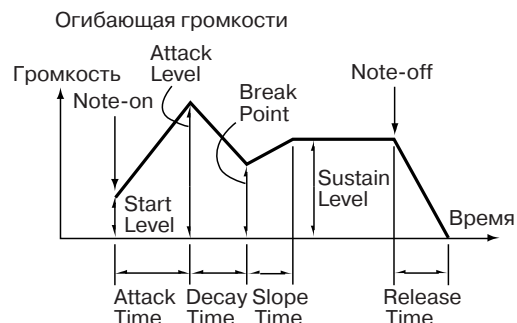 Огибающая громкости
Attack
Level
Громкость
Note-on
Break
Point
Note-off
Start
Level
Sustain
Level
Время
Attack
Time
Decay
Time
Slope
Time
Release
Time